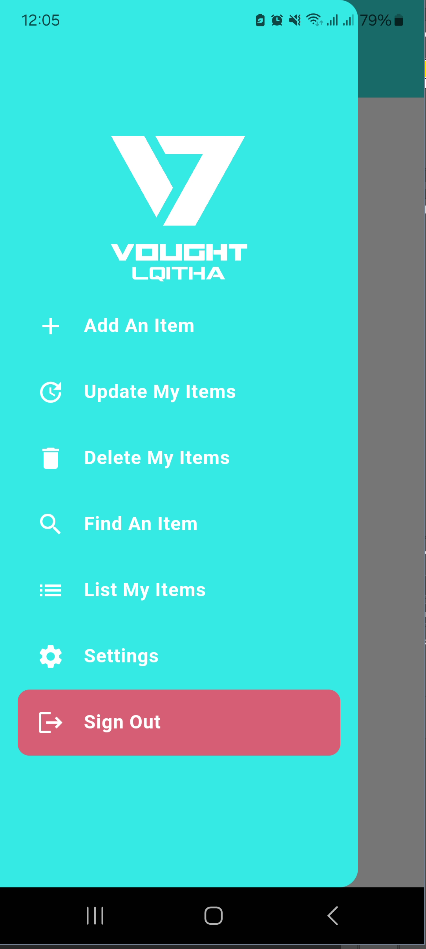 12:05
79%
VOUGHT
LQITHA
Add An Item
Update My Items
Delete My Items
Find An Item
List My Items
Settings
Sign Out